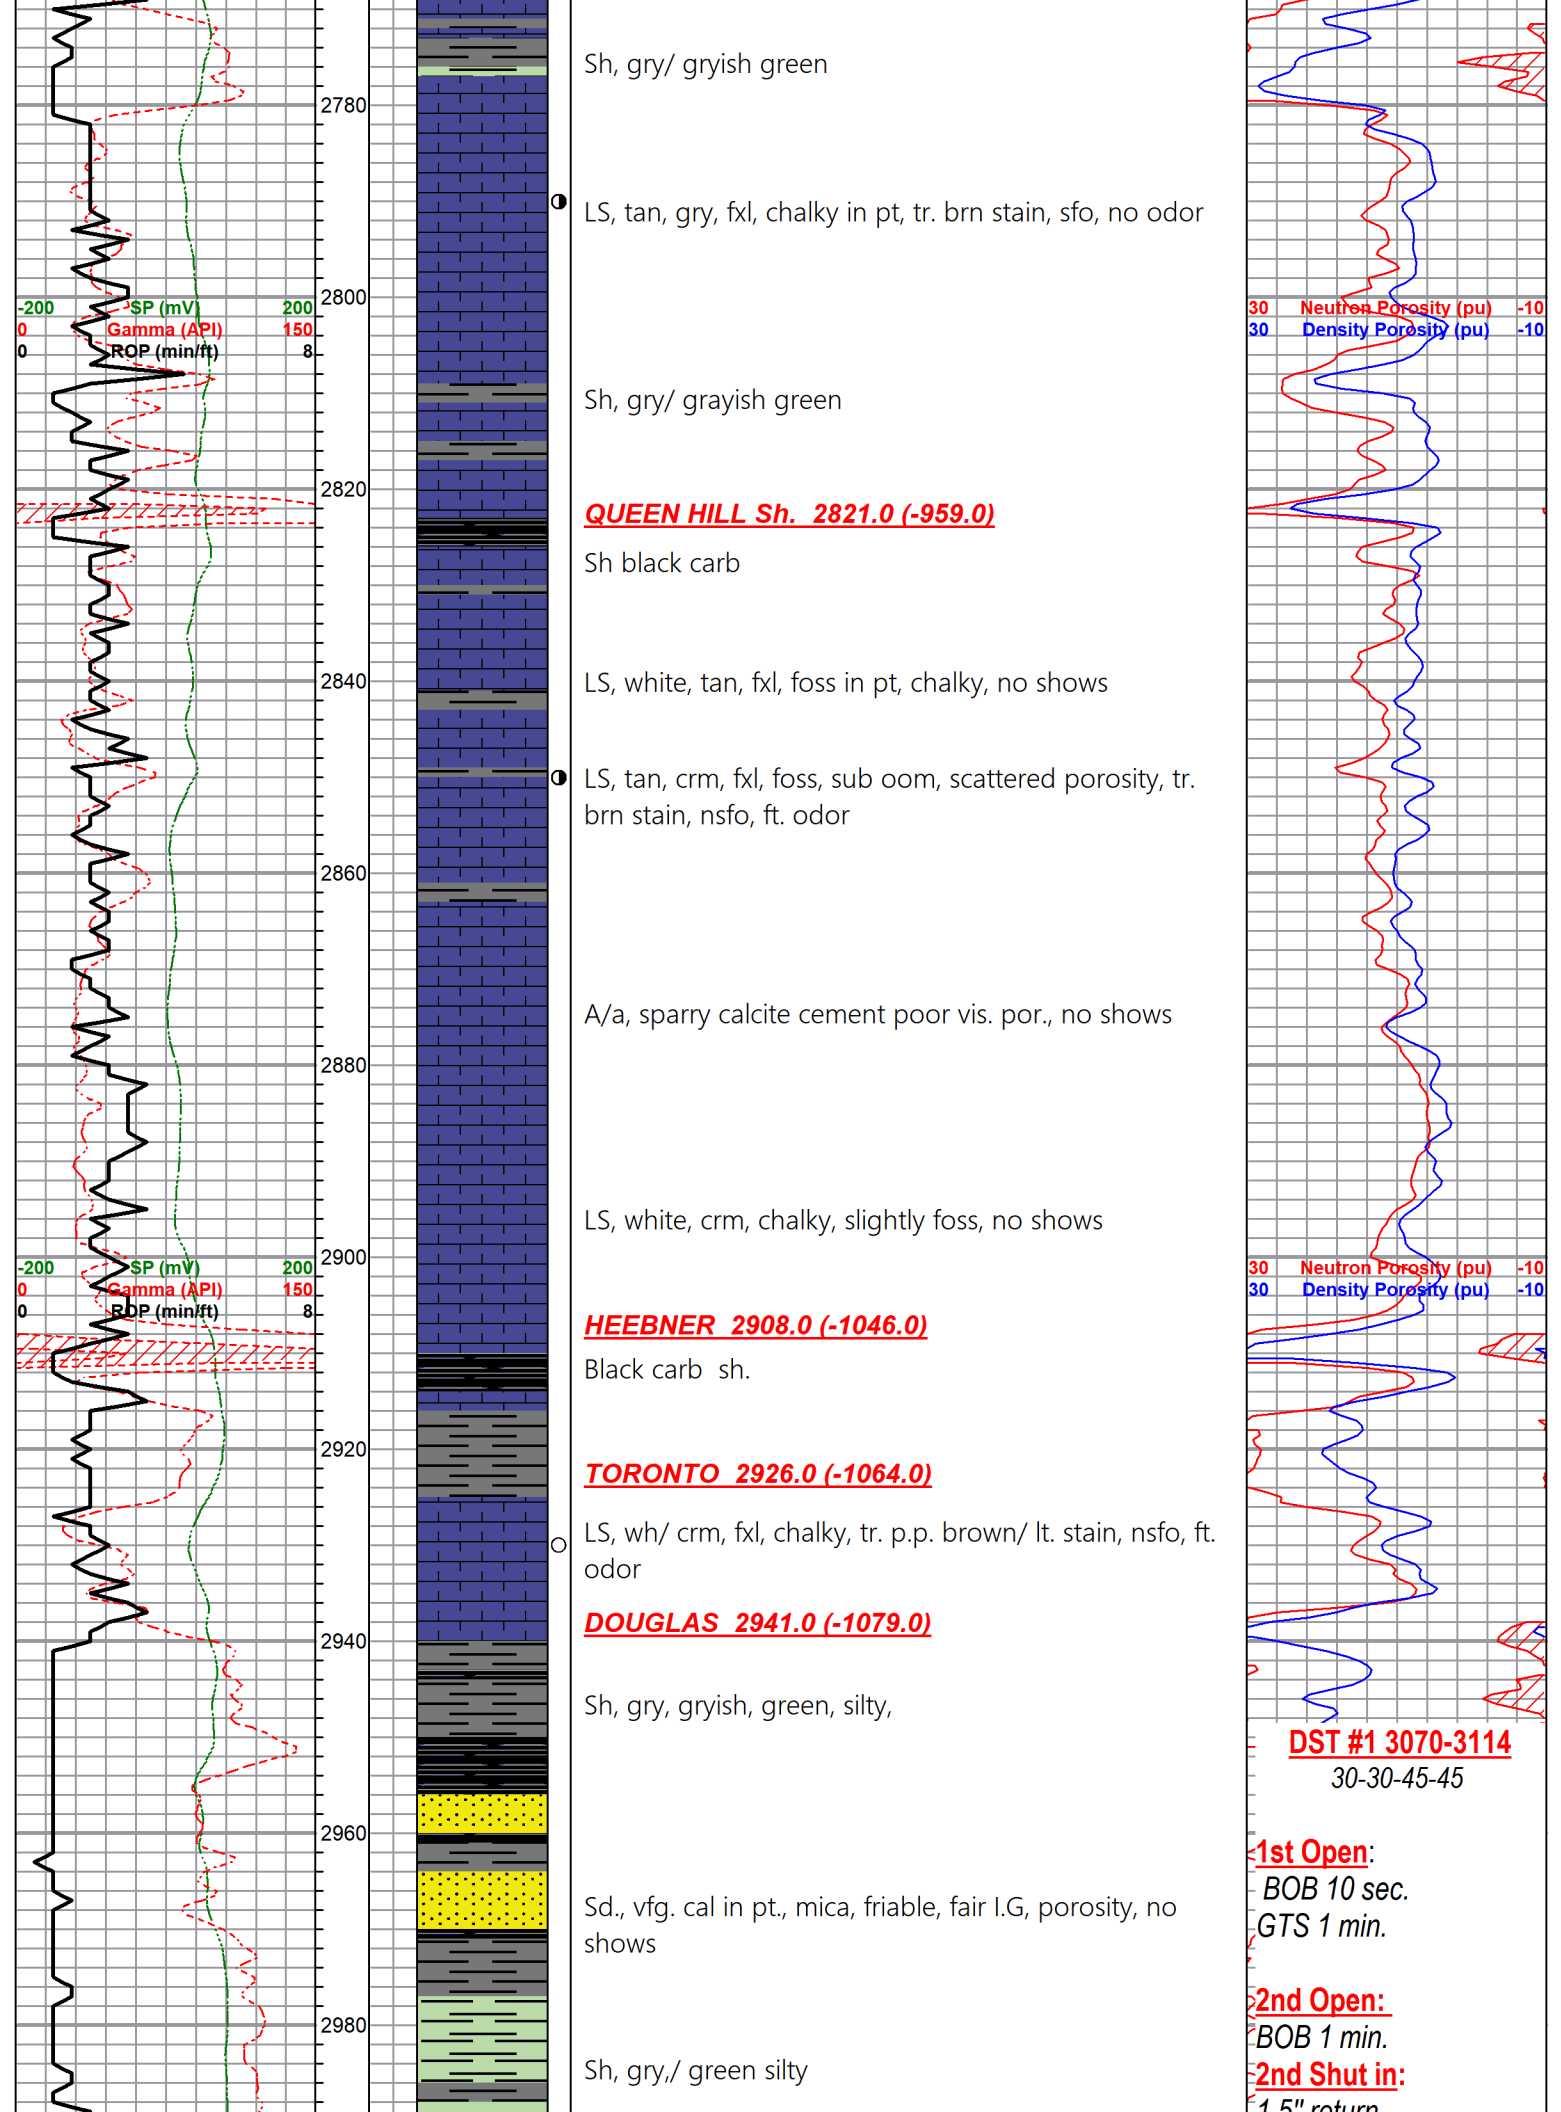 Sh, gry/ gryish green
2780
LS, tan, gry, fxl, chalky in pt, tr. brn stain, sfo, no odor
2800
-200 SP (mV) 200
0 Gamma (API) 150
0 ROP (min/ft) 8
30 Neutron Porosity (pu) -10
30 Density Porosity (pu) -10
Sh, gry/ grayish green
2820
QUEEN HILL Sh. 2821.0 (-959.0)
Sh black carb
2840
LS, white, tan, fxl, foss in pt, chalky, no shows
LS, tan, crm, fxl, foss, sub oom, scattered porosity, tr.
brn stain, nsfo, ft. odor
2860
A/a, sparry calcite cement poor vis. por., no shows
2880
LS, white, crm, chalky, slightly foss, no shows
2900
-200 SP (mV) 200
0 Gamma (API) 150
0 ROP (min/ft) 8
30 Neutron Porosity (pu) -10
30 Density Porosity (pu) -10
HEEBNER 2908.0 (-1046.0)
Black carb sh.
2920
TORONTO 2926.0 (-1064.0)
LS, wh/ crm, fxl, chalky, tr. p.p. brown/ lt. stain, nsfo, ft.
odor
DOUGLAS 2941.0 (-1079.0)
2940
Sh, gry, gryish, green, silty,
DST #1 3070-3114
30-30-45-45
2960
1st Open:
BOB 10 sec.
GTS 1 min.
Sd., vfg. cal in pt., mica, friable, fair I.G, porosity, no
shows
2nd Open:
2980
BOB 1 min.
Sh, gry,/ green silty
2nd Shut in:
1.5" return